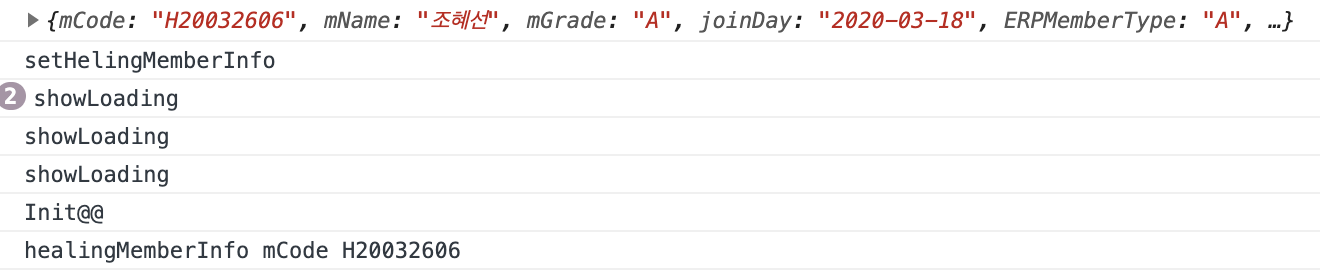 ▶ {mCode: "H20032606", mName: "조혜선", mGrade: "A", joinDay: "2020-03-18", ERPMemberType: "A", …}
setHelingMemberInfo
2 showLoading
showLoading
showLoading
Init@@
healingMemberInfo mCode H20032606